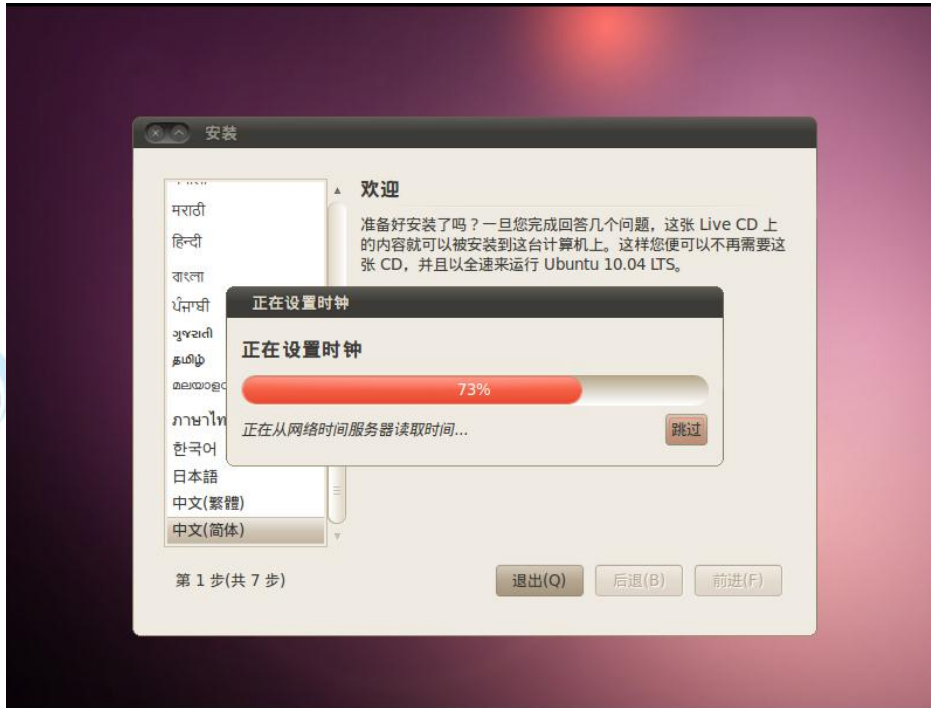 安装
欢迎
准备好安装了吗？一旦您完成回答几个问题，这张 Live CD 上
的内容就可以被安装到这台计算机上。这样您便可以不再需要这
张 CD，并且以全速来运行 Ubuntu 10.04 LTS。
मराठी
हिन्दी
বাংলা
ਪੰਜਾਬੀ
ગુજરાતી
தமிழ்
ภาษาไท
한국어
日本語
中文(繁體)
中文(简体)
正在设置时钟
正在设置时钟
73%
正在从网络时间服务器读取时间...
跳过
第 1 步(共 7 步)
退出(Q)
后退(B)
前进(F)